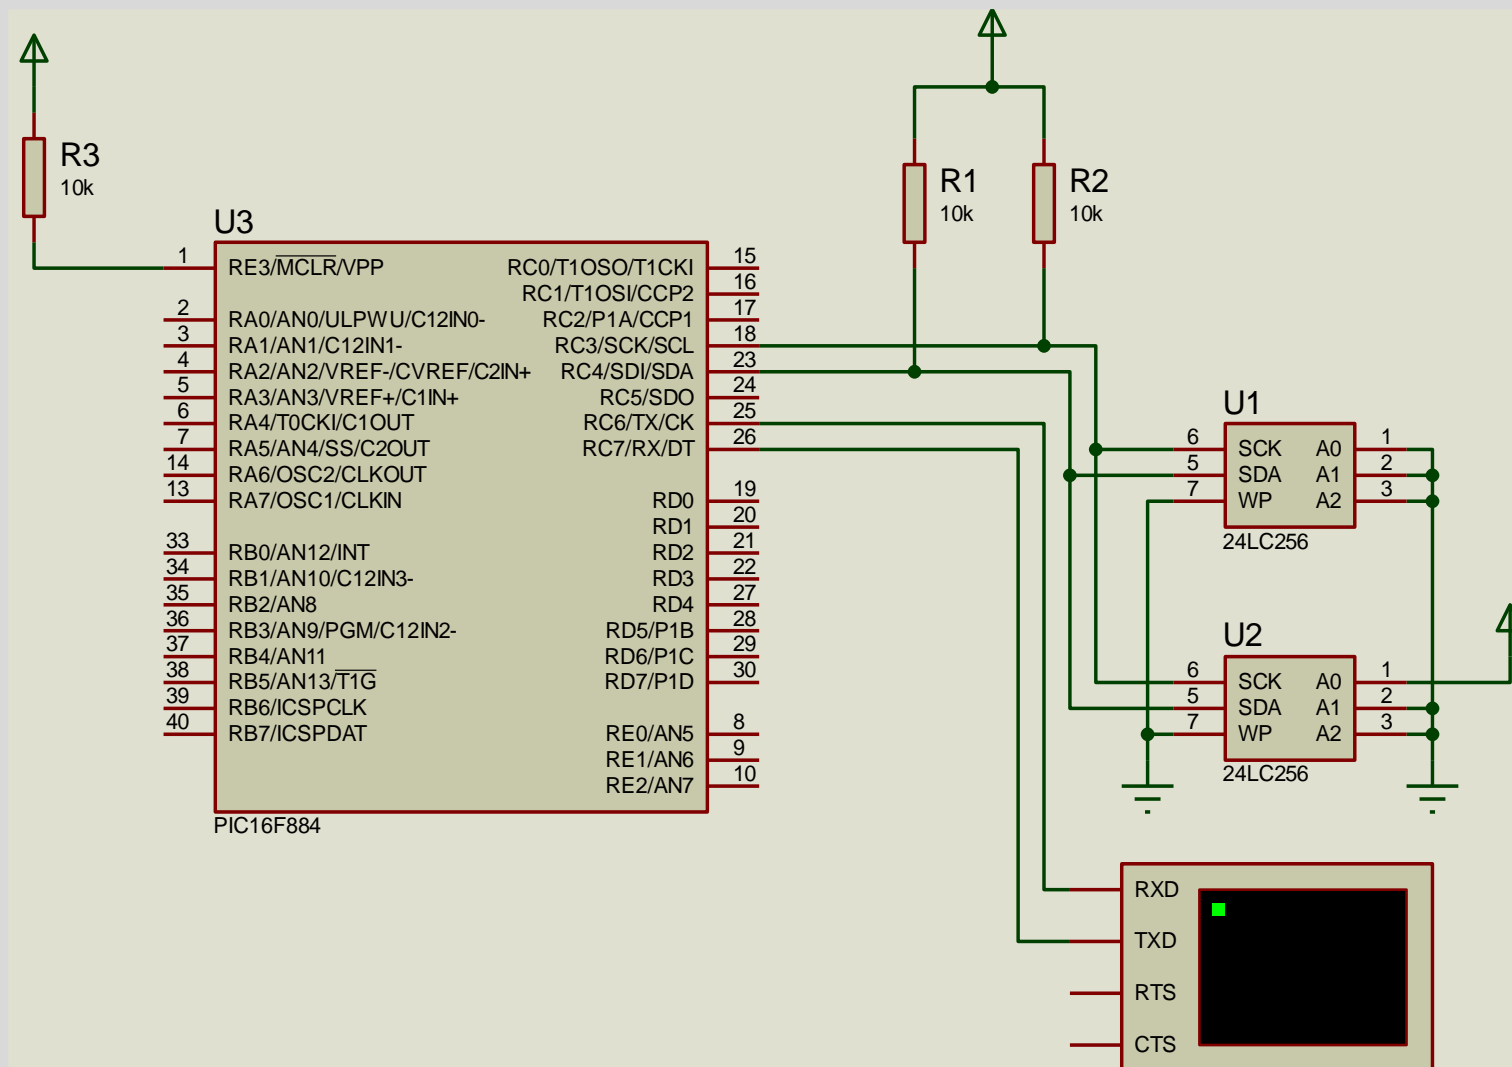 R3
10k
R1
10k
R2
10k
U3
1 RE3/MCLR/VPP
2 RA0/AN0/ULPWU/C12IN0-
3 RA1/AN1/C12IN1-
4 RA2/AN2/VREF-/CVREF/C2IN+
5 RA3/AN3/VREF+/C1IN+
6 RA4/T0CKI/C1OUT
7 RA5/AN4/SS/C2OUT
14 RA6/OSC2/CLKOUT
13 RA7/OSC1/CLKIN
33 RB0/AN12/INT
34 RB1/AN10/C12IN3-
35 RB2/AN8
36 RB3/AN9/PGM/C12IN2-
37 RB4/AN11
38 RB5/AN13/T1G
39 RB6/ICSPCLK
40 RB7/ICSPDAT
RC0/T1OSO/T1CKI 15
RC1/T1OSI/CCP2 16
RC2/P1A/CCP1 17
RC3/SCK/SCL 18
RC4/SDI/SDA 23
RC5/SDO 24
RC6/TX/CK 25
RC7/RX/DT 26
RD0 19
RD1 20
RD2 21
RD3 22
RD4 27
RD5/P1B 28
RD6/P1C 29
RD7/P1D 30
RE0/AN5 8
RE1/AN6 9
RE2/AN7 10
PIC16F884
U1
6 SCK A0 1
5 SDA A1 2
7 WP A2 3
24LC256
U2
6 SCK A0 1
5 SDA A1 2
7 WP A2 3
24LC256
RXD
TXD
RTS
CTS